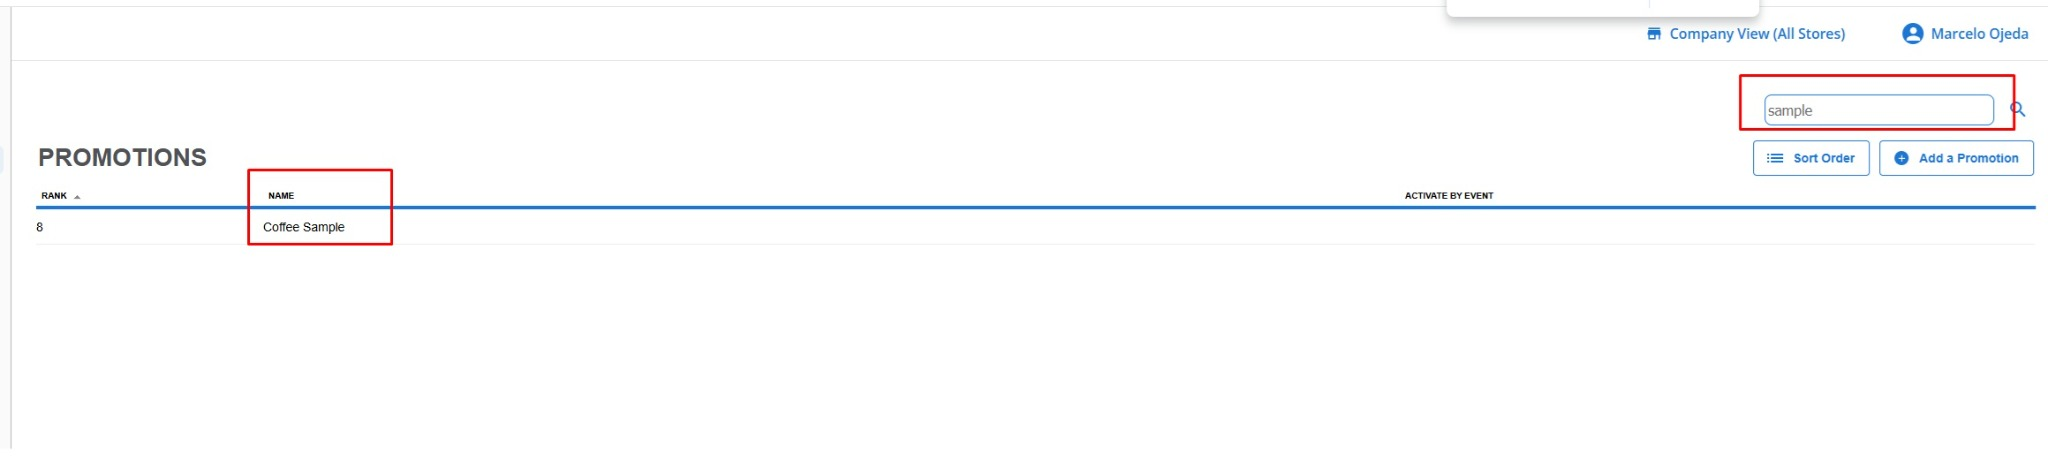 Company View (All Stores) Marcelo Ojeda
sample
PROMOTIONS
Sort Order Add a Promotion
RANK NAME ACTIVATE BY EVENT
8 Coffee Sample